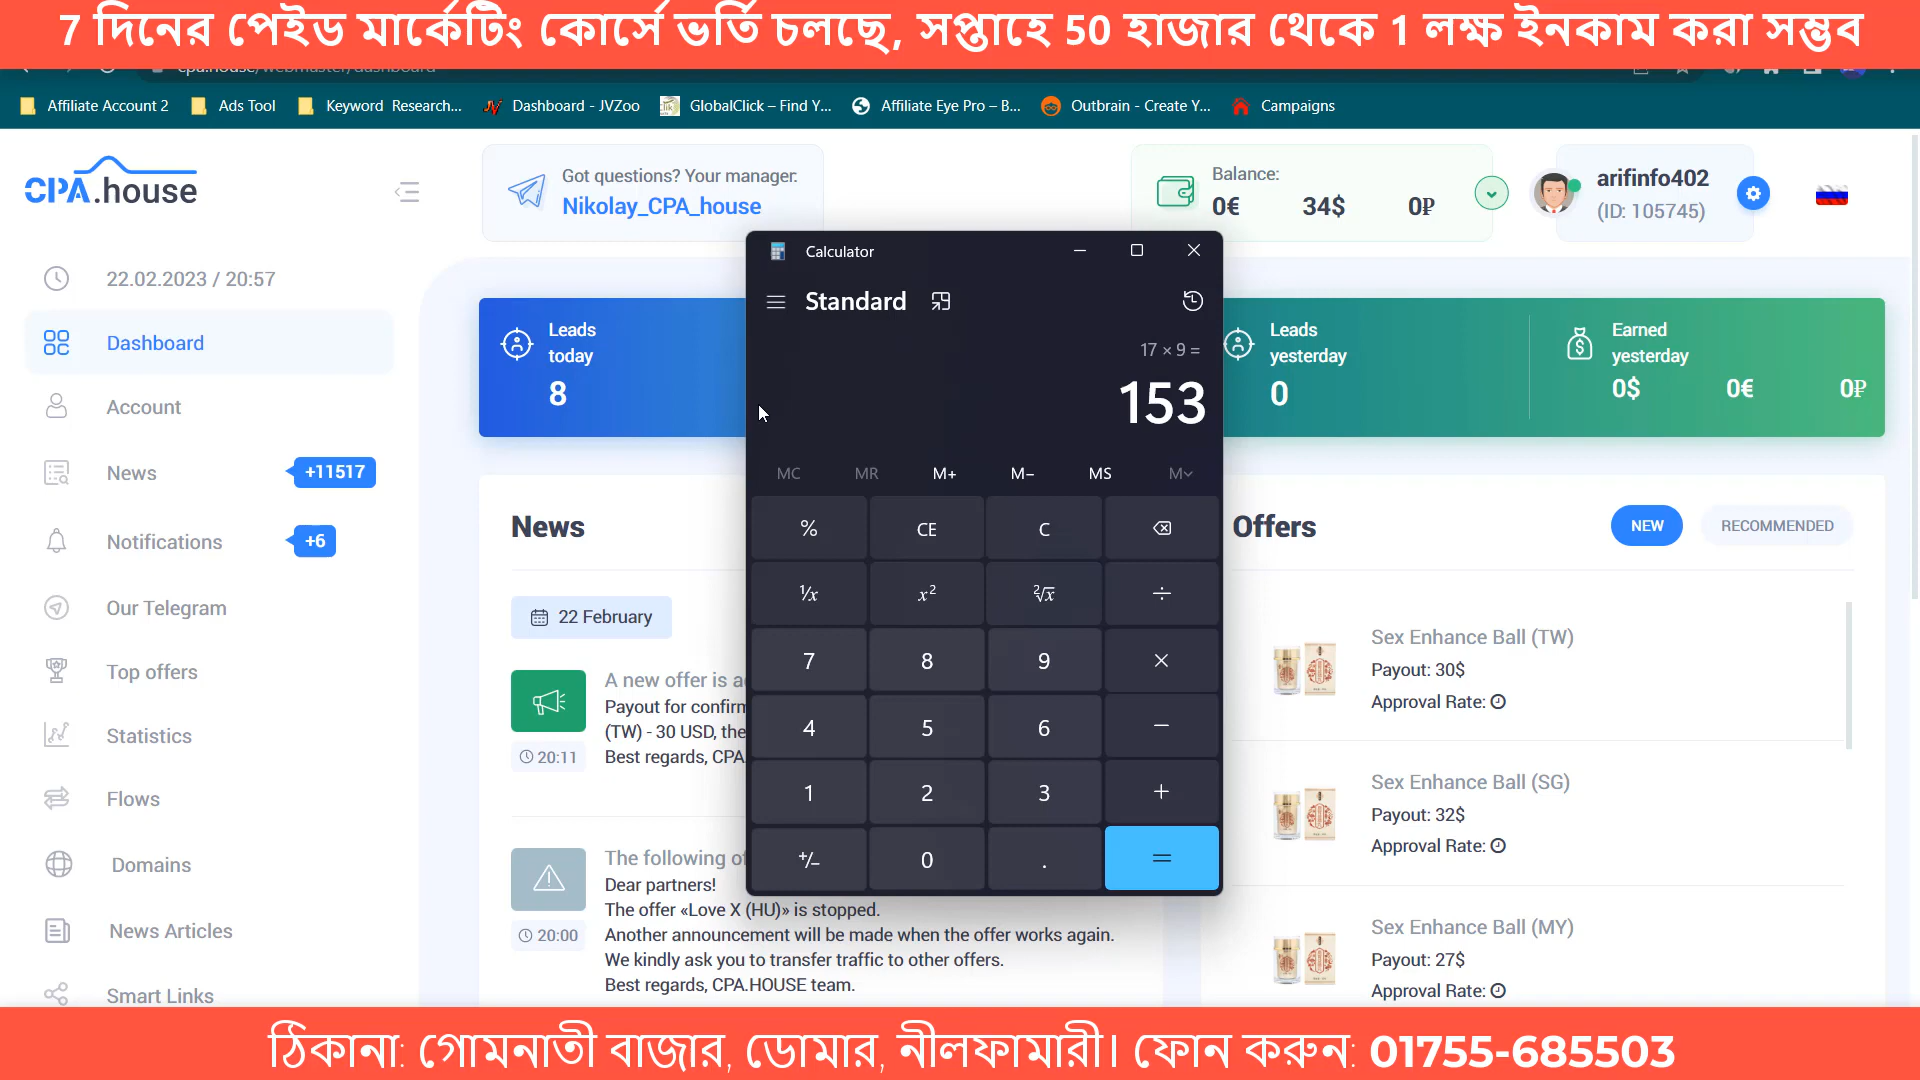 7 দিনের পেইড মার্কেটিং কোর্সে ভর্তি চলছে, সপ্তাহে 50 হাজার থেকে 1 লক্ষ ইনকাম করা সম্ভব
Affiliate Account 2
Ads Tool
Keyword Research...
Dashboard - JVZoo
GlobalClick – Find Y...
Affiliate Eye Pro – B...
Outbrain - Create Y...
Campaigns
CPA.house
Got questions? Your manager:
Nikolay_CPA_house
Balance:
0€ 34$ 0₽
arifinfo402
(ID: 105745)
22.02.2023 / 20:57
Dashboard
Account
News +11517
Notifications +6
Our Telegram
Top offers
Statistics
Flows
Domains
News Articles
Smart Links
Leads
today
8
Calculator
Standard
17 × 9 =
153
MC MR M+ M− MS M
% CE C
¹/x x² ²√x ÷
7 8 9 ×
4 5 6 −
1 2 3 +
+/− 0 . =
Leads
yesterday
0
Earned
yesterday
0$ 0€ 0₽
News
22 February
A new offer is
Payout for
(TW) - 30 USD,
Best regards,
20:11
The following
Dear partners!
The offer «Love X (HU)» is stopped.
Another announcement will be made when the offer works again.
We kindly ask you to transfer traffic to other offers.
Best regards, CPA.HOUSE team.
20:00
Offers
NEW
RECOMMENDED
Sex Enhance Ball (TW)
Payout: 30$
Approval Rate:
Sex Enhance Ball (SG)
Payout: 32$
Approval Rate:
Sex Enhance Ball (MY)
Payout: 27$
Approval Rate:
ঠিকানা: গোমনাতী বাজার, ডোমার, নীলফামারী। ফোন করুন: 01755-685503